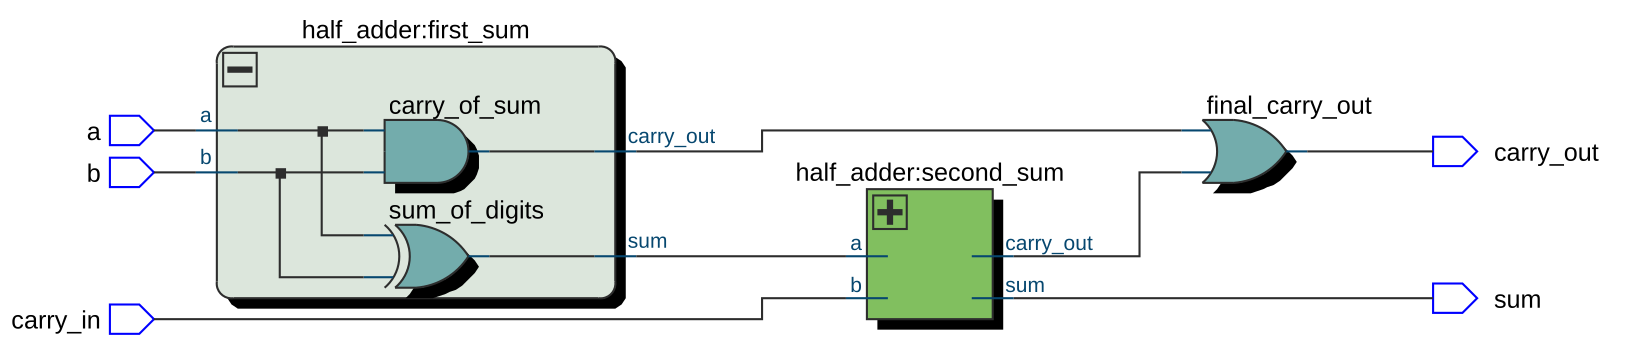 half_adder:first_sum
a
a
carry_of_sum
carry_out
final_carry_out
carry_out
b
b
half_adder:second_sum
sum_of_digits
sum
a
carry_out
b
sum
sum
carry_in